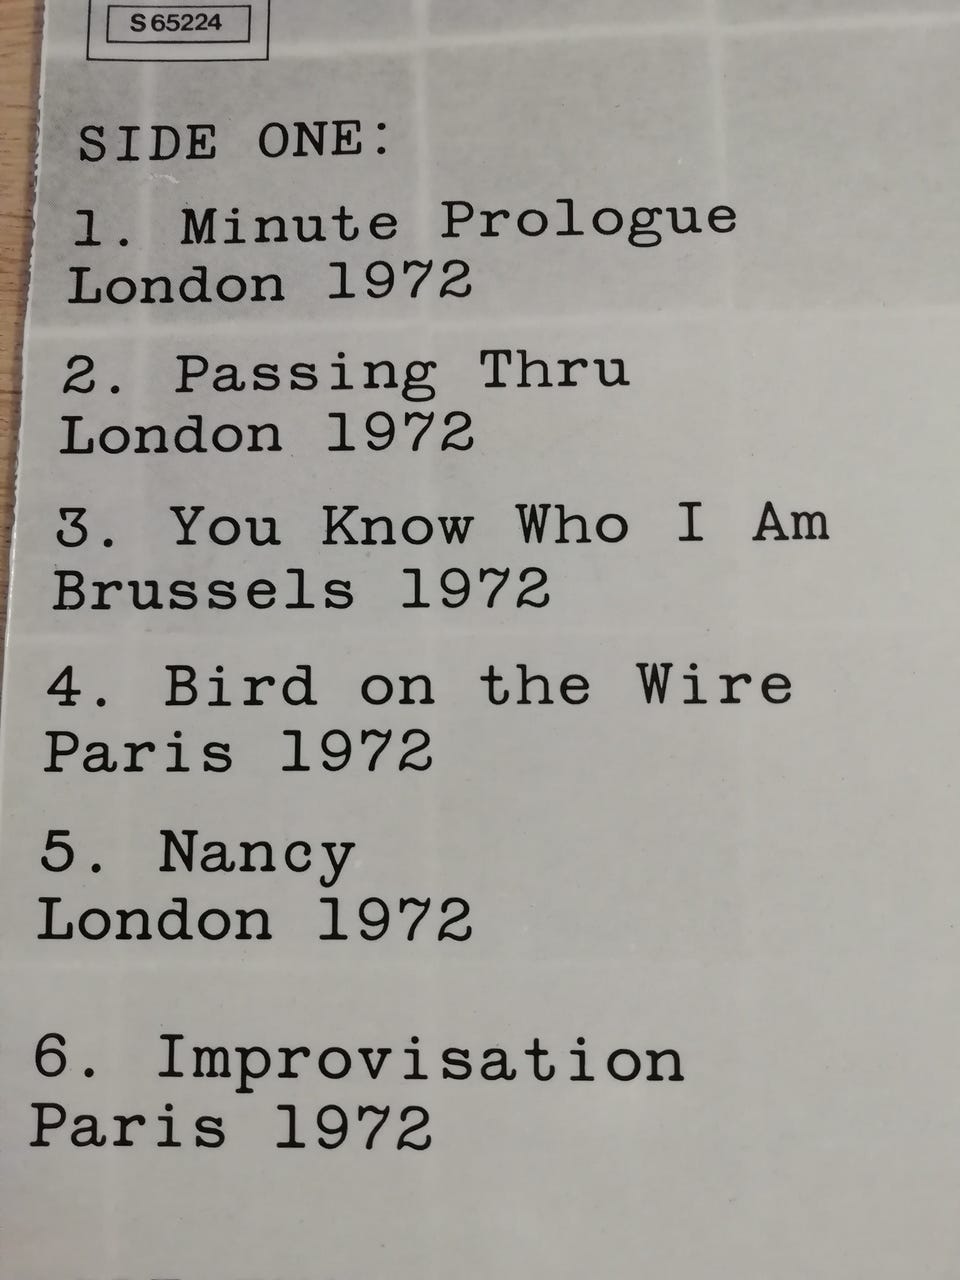 S 65224
SIDE ONE:
1. Minute Prologue
London 1972
2. Passing Thru
London 1972
3. You Know Who I Am
Brussels 1972
4. Bird on the Wire
Paris 1972
5. Nancy
London 1972
6. Improvisation
Paris 1972